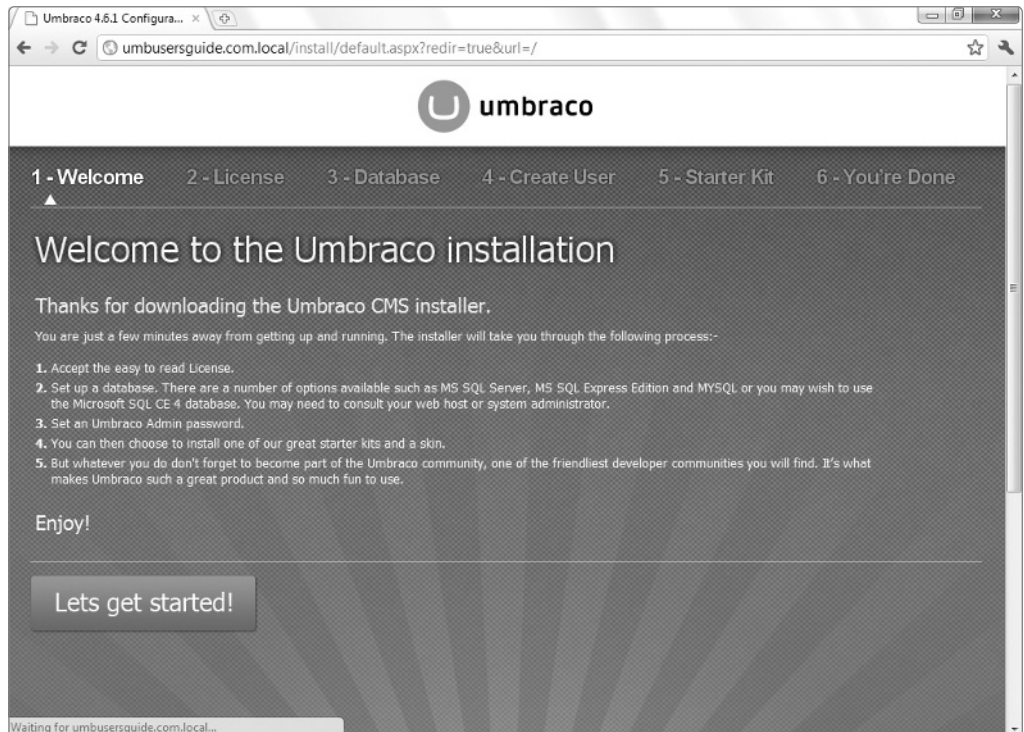 Umbraco 4.6.1 Configura...
umbusersguide.com.local/install/default.aspx?redir=true&url=/
umbraco
1 - Welcome 2 - License 3 - Database 4 - Create User 5 - Starter Kit 6 - You're Done
Welcome to the Umbraco installation
Thanks for downloading the Umbraco CMS installer.
You are just a few minutes away from getting up and running. The installer will take you through the following process:-
1. Accept the easy to read License.
2. Set up a database. There are a number of options available such as MS SQL Server, MS SQL Express Edition and MYSQL or you may wish to use
the Microsoft SQL CE 4 database. You may need to consult your web host or system administrator.
3. Set an Umbraco Admin password.
4. You can then choose to install one of our great starter kits and a skin.
5. But whatever you do don't forget to become part of the Umbraco community, one of the friendliest developer communities you will find. It's what
makes Umbraco such a great product and so much fun to use.
Enjoy!
Lets get started!
Waiting for umbusersguide.com.local...